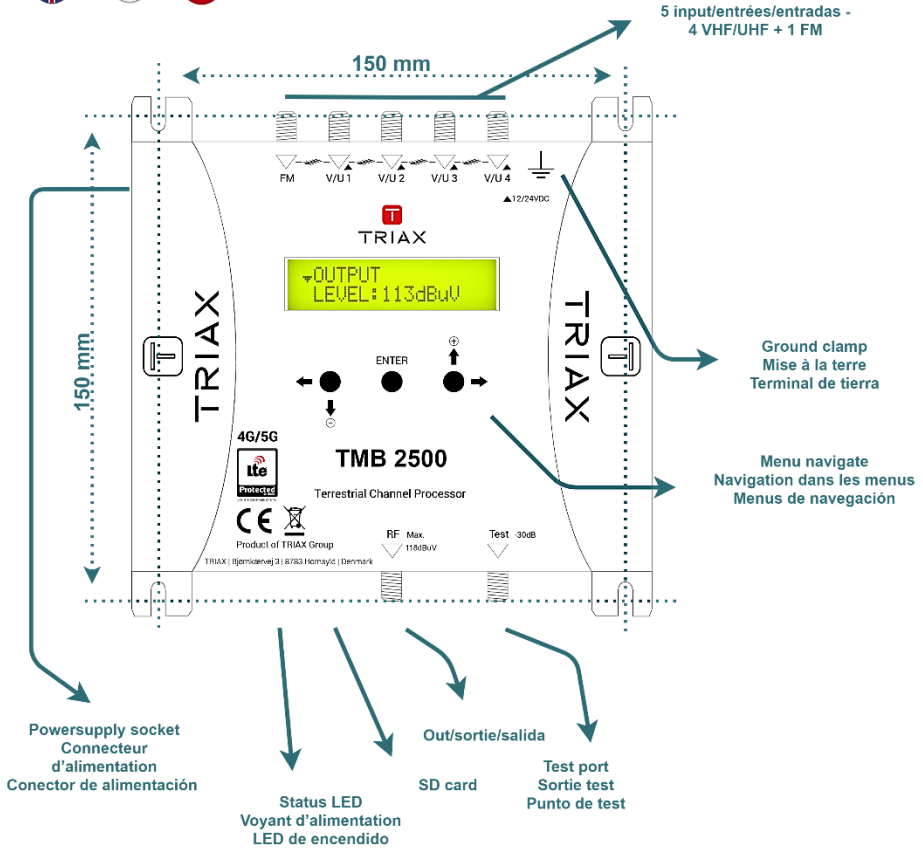 5 input/entrées/entradas -
4 VHF/UHF + 1 FM
150 mm
FM
V/U 1
V/U 2
V/U 3
V/U 4
▲12/24VDC
TRIAX
OUTPUT
LEVEL:113dBuV
150 mm
TRIAX
TRIAX
ENTER
Ground clamp
Mise à la terre
Terminal de tierra
4G/5G
lte
Protected
TMB 2500
Terrestrial Channel Processor
Menu navigate
Navigation dans les menus
Menus de navegación
CE
Product of TRIAX Group
TRIAX | Bjørnkærvej 3 | 8783 Hornsyld | Denmark
RF Max.
118dBuV
Test -30dB
Powersupply socket
Connecteur
d'alimentation
Conector de alimentación
Status LED
Voyant d'alimentation
LED de encendido
SD card
Out/sortie/salida
Test port
Sortie test
Punto de test